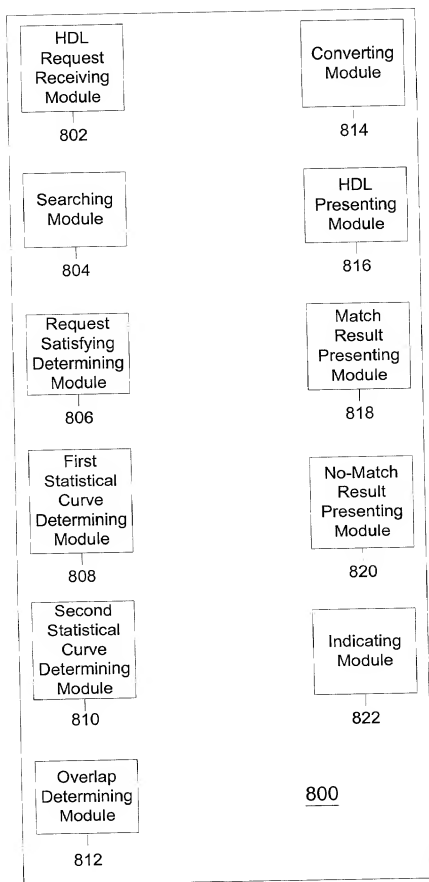 HDL
Request
Receiving
Module
802
Searching
Module
804
Request
Satisfying
Determining
Module
806
First
Statistical
Curve
Determining
Module
808
Second
Statistical
Curve
Determining
Module
810
Overlap
Determining
Module
812
Converting
Module
814
HDL
Presenting
Module
816
Match
Result
Presenting
Module
818
No-Match
Result
Presenting
Module
820
Indicating
Module
822
800